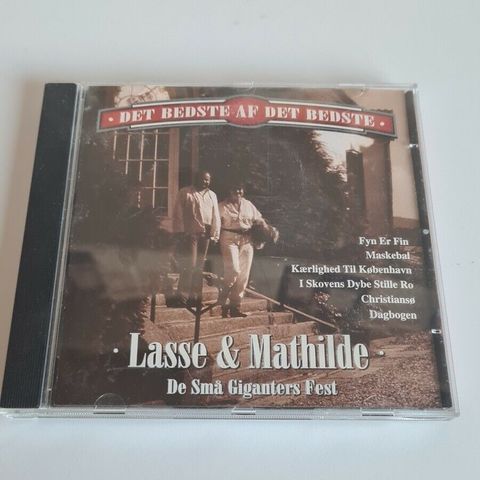 · DET BEDSTE AF DET BEDSTE ·
Fyn Er Fin
Maskebal
Kærlighed Til København
I Skovens Dybe Stille Ro
Christiansø
Dagbogen
· Lasse & Mathilde ·
De Små Giganters Fest